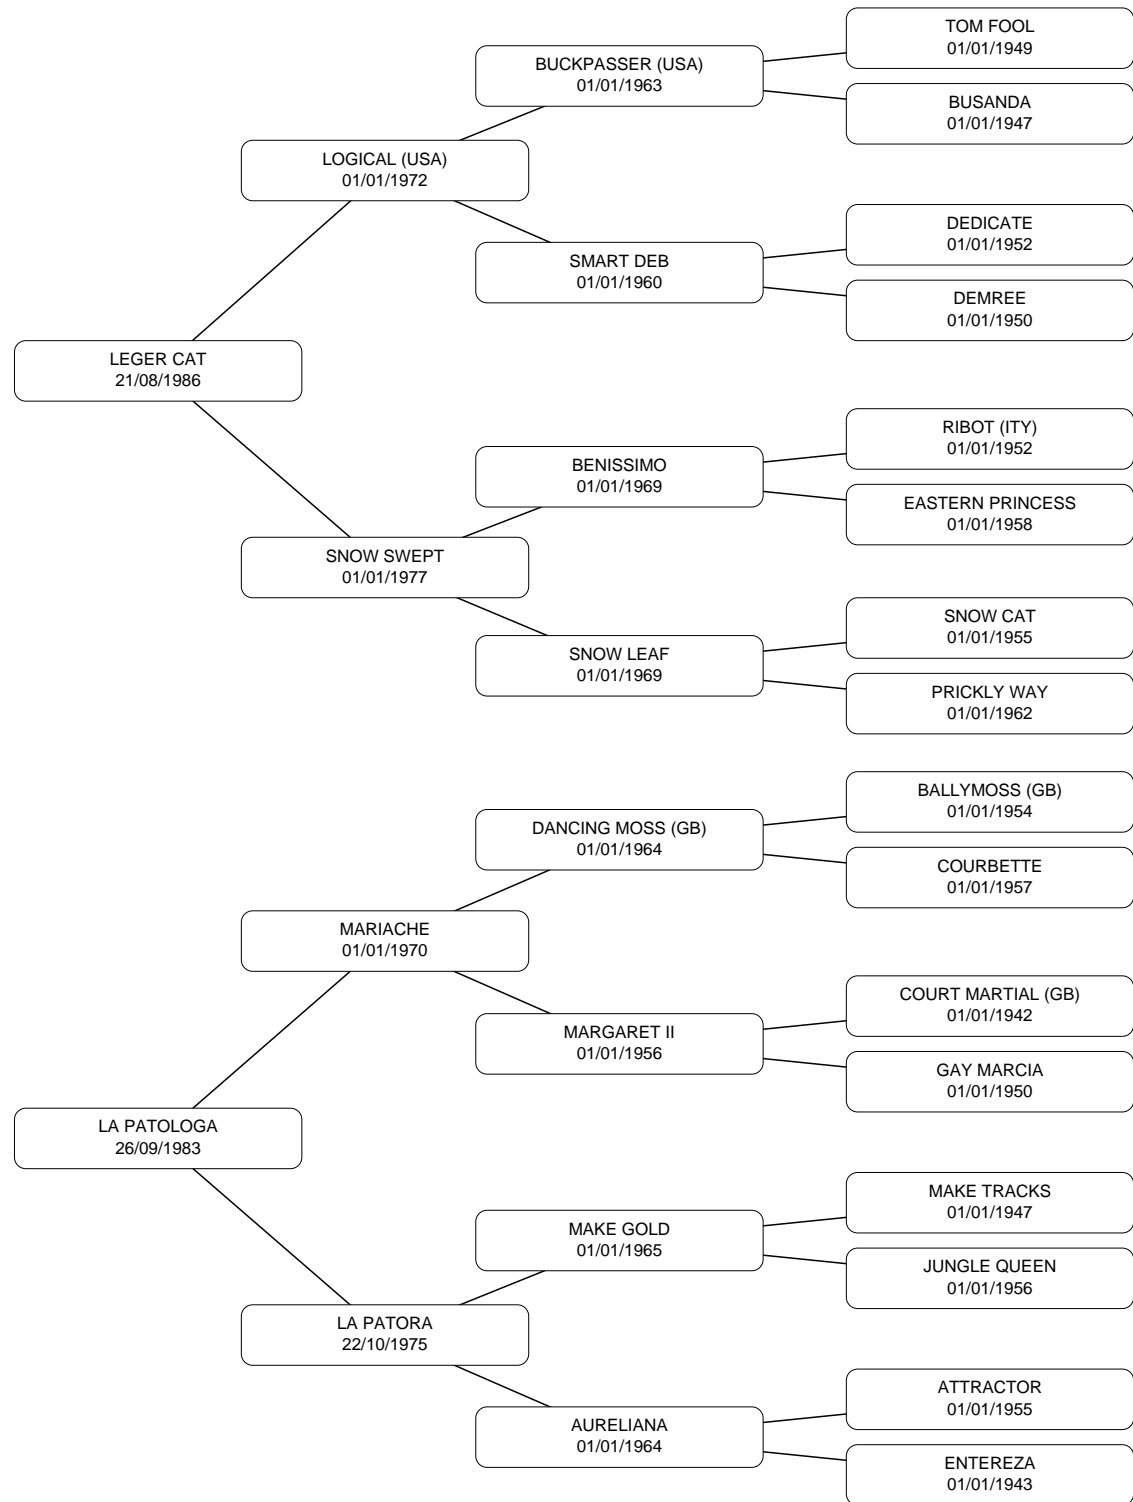 TOM FOOL
01/01/1949
BUCKPASSER (USA)
01/01/1963
BUSANDA
01/01/1947
LOGICAL (USA)
01/01/1972
DEDICATE
01/01/1952
SMART DEB
01/01/1960
DEMREE
01/01/1950
LEGER CAT
21/08/1986
RIBOT (ITY)
01/01/1952
BENISSIMO
01/01/1969
EASTERN PRINCESS
01/01/1958
SNOW SWEPT
01/01/1977
SNOW CAT
01/01/1955
SNOW LEAF
01/01/1969
PRICKLY WAY
01/01/1962
BALLYMOSS (GB)
01/01/1954
DANCING MOSS (GB)
01/01/1964
COURBETTE
01/01/1957
MARIACHE
01/01/1970
COURT MARTIAL (GB)
01/01/1942
MARGARET II
01/01/1956
GAY MARCIA
01/01/1950
LA PATOLOGA
26/09/1983
MAKE TRACKS
01/01/1947
MAKE GOLD
01/01/1965
JUNGLE QUEEN
01/01/1956
LA PATORA
22/10/1975
ATTRACTOR
01/01/1955
AURELIANA
01/01/1964
ENTEREZA
01/01/1943